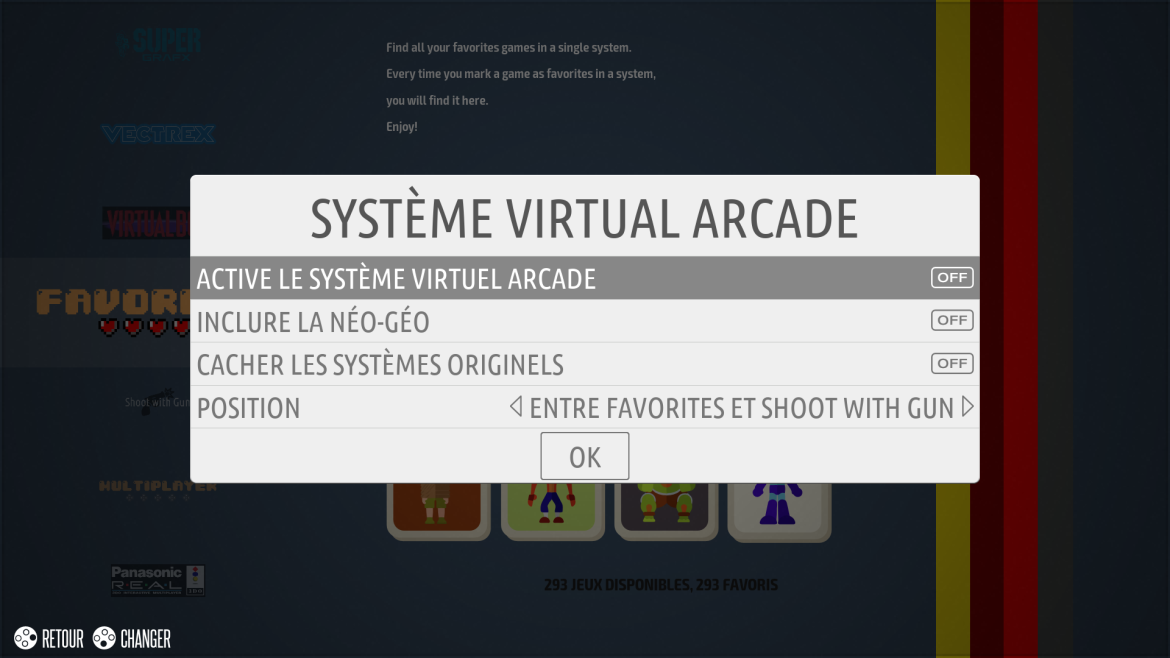 SUPER
Find all your favorites games in a single system.
Every time you mark a game as favorites in a system,
you will find it here.
Enjoy!
VECTREX
SYSTÈME VIRTUAL ARCADE
ACTIVE LE SYSTÈME VIRTUEL ARCADE OFF
INCLURE LA NÉO-GÉO OFF
CACHER LES SYSTÈMES ORIGINELS OFF
POSITION ENTRE FAVORITES ET SHOOT WITH GUN
OK
VIRTUAL
FAVOR
Shoot with Gun
MULTIPLAYER
Panasonic
R·E·A·L
293 JEUX DISPONIBLES, 293 FAVORIS
RETOUR CHANGER